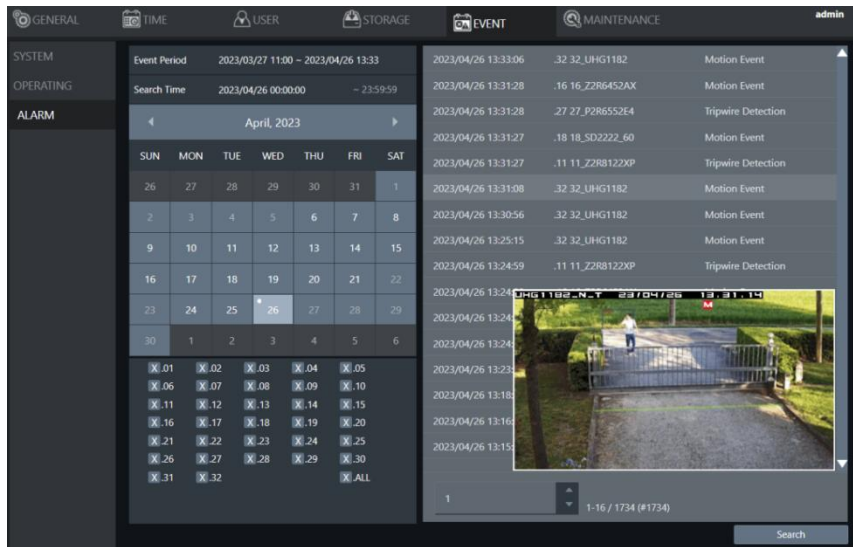 GENERAL TIME USER STORAGE EVENT MAINTENANCE admin
SYSTEM
OPERATING
ALARM
Event Period 2023/03/27 11:00 ~ 2023/04/26 13:33
Search Time 2023/04/26 00:00:00 ~ 23:59:59
April, 2023
SUN MON TUE WED THU FRI SAT
26 27 28 29 30 31 1
2 3 4 5 6 7 8
9 10 11 12 13 14 15
16 17 18 19 20 21 22
23 24 25 26 27 28 29
30 1 2 3 4 5 6
X .01 X .02 X .03 X .04 X .05
X .06 X .07 X .08 X .09 X .10
X .11 X .12 X .13 X .14 X .15
X .16 X .17 X .18 X .19 X .20
X .21 X .22 X .23 X .24 X .25
X .26 X .27 X .28 X .29 X .30
X .31 X .32 X .ALL
2023/04/26 13:33:06 .32 32_UHG1182 Motion Event
2023/04/26 13:31:28 .16 16_Z2R6452AX Motion Event
2023/04/26 13:31:28 .27 27_P2R6552E4 Tripwire Detection
2023/04/26 13:31:27 .18 18_SD2222_60 Motion Event
2023/04/26 13:31:27 .11 11_Z2R8122XP Tripwire Detection
2023/04/26 13:31:08 .32 32_UHG1182 Motion Event
2023/04/26 13:30:56 .32 32_UHG1182 Motion Event
2023/04/26 13:25:15 .32 32_UHG1182 Motion Event
2023/04/26 13:24:59 .11 11_Z2R8122XP Tripwire Detection
2023/04/26 13:24
2023/04/26 13:24:
2023/04/26 13:24:
2023/04/26 13:23:
2023/04/26 13:18:
2023/04/26 13:16:
2023/04/26 13:15:
UHG1182_N_T 23/04/26 13.31.14
M
1 1-16 / 1734 (#1734)
Search